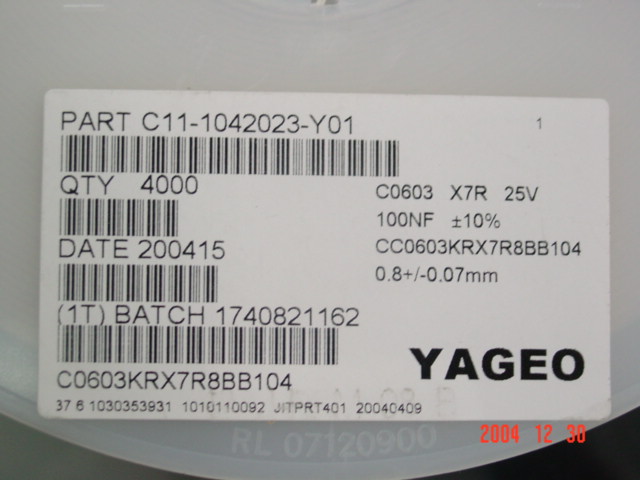 PART C11-1042023-Y01
1
QTY 4000
C0603 X7R 25V
100NF ±10%
DATE 200415
CC0603KRX7R8BB104
0.8+/-0.07mm
(1T) BATCH 1740821162
YAGEO
C0603KRX7R8BB104
37 6 1030353931 1010110092 JITPRT401 20040409
RL 07120900
2004 12 30